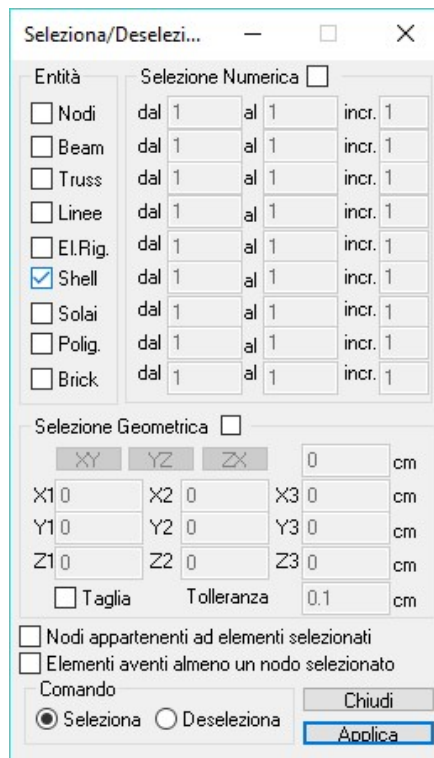 Seleziona/Deselezi...
Entità Selezione Numerica
Nodi dal 1 al 1 incr. 1
Beam dal 1 al 1 incr. 1
Truss dal 1 al 1 incr. 1
Linee dal 1 al 1 incr. 1
El.Rig. dal 1 al 1 incr. 1
Shell dal 1 al 1 incr. 1
Solai dal 1 al 1 incr. 1
Polig. dal 1 al 1 incr. 1
Brick dal 1 al 1 incr. 1
Selezione Geometrica
XY YZ ZX 0 cm
X1 0 X2 0 X3 0 cm
Y1 0 Y2 0 Y3 0 cm
Z1 0 Z2 0 Z3 0 cm
Taglia Tolleranza 0.1 cm
Nodi appartenenti ad elementi selezionati
Elementi aventi almeno un nodo selezionato
Comando
Seleziona Deseleziona
Chiudi
Applica